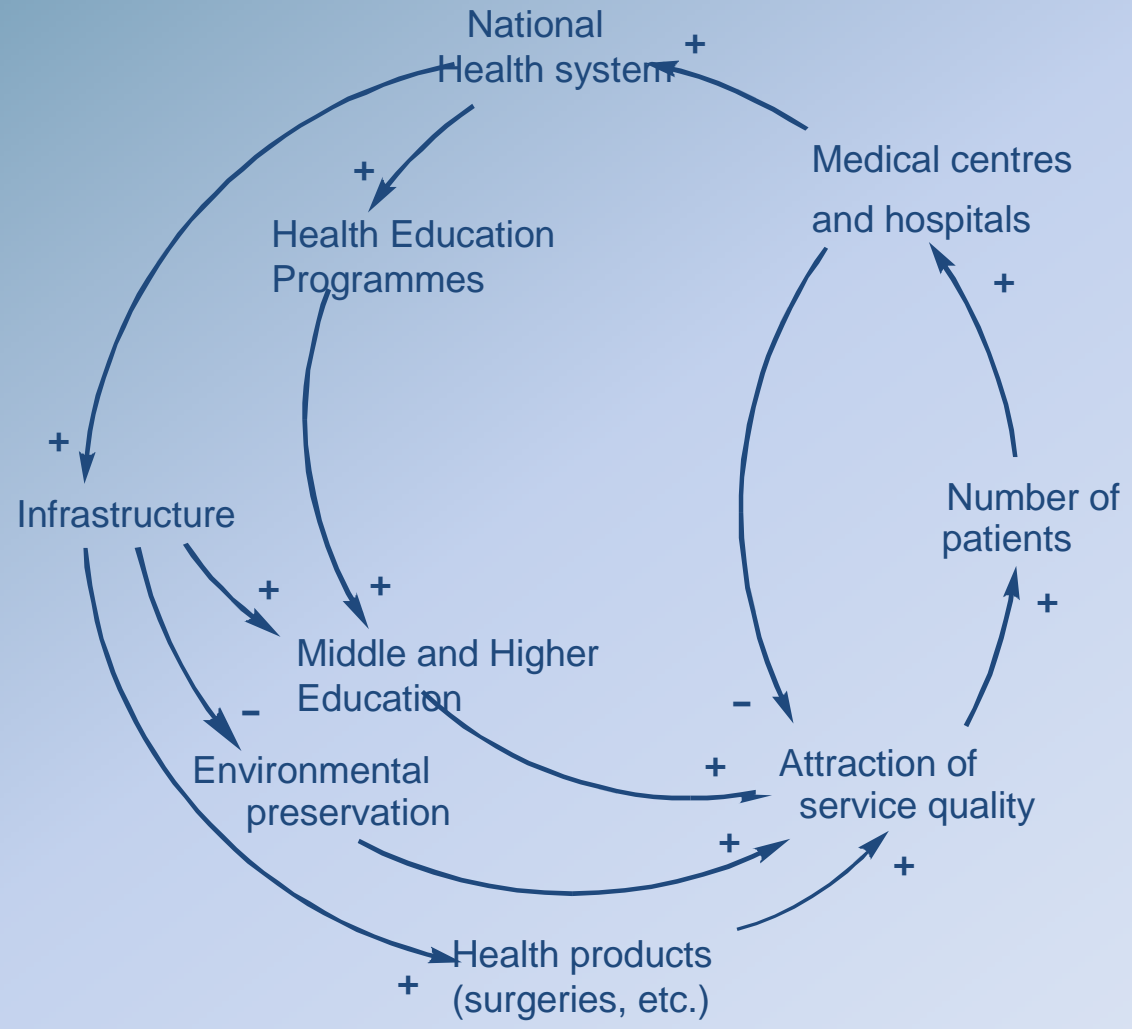 National
Health system
+
Medical centres
and hospitals
+
Health Education
Programmes
+
+
Infrastructure
Number of
patients
+
+
+
Middle and Higher
Education
−
−
+
Environmental
preservation
Attraction of
service quality
+
+
Health products
(surgeries, etc.)
+